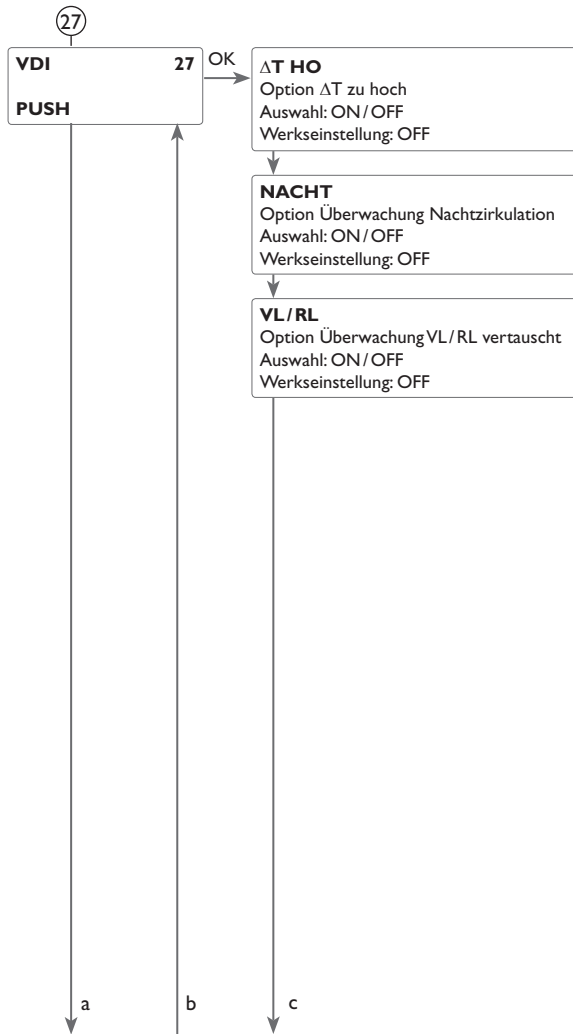 27
VDI 27
PUSH
OK
ΔT HO
Option ΔT zu hoch
Auswahl: ON / OFF
Werkseinstellung: OFF
NACHT
Option Überwachung Nachtzirkulation
Auswahl: ON / OFF
Werkseinstellung: OFF
VL / RL
Option Überwachung VL / RL vertauscht
Auswahl: ON / OFF
Werkseinstellung: OFF
a b c